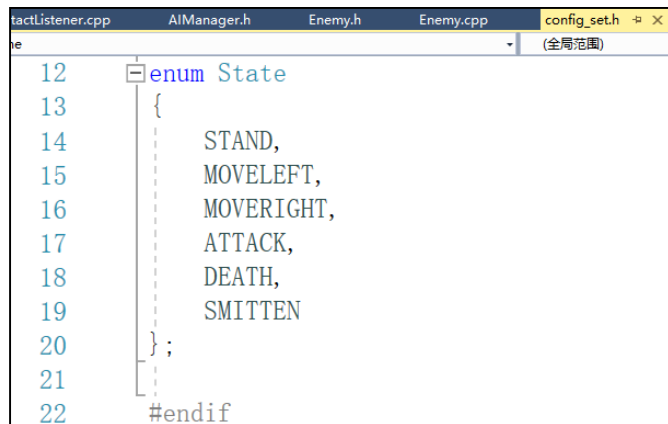 tactListener.cpp AIManager.h Enemy.h Enemy.cpp config_set.h
ne (全局范围)
12 enum State
13 {
14 STAND,
15 MOVELEFT,
16 MOVERIGHT,
17 ATTACK,
18 DEATH,
19 SMITTEN
20 };
21
22 #endif